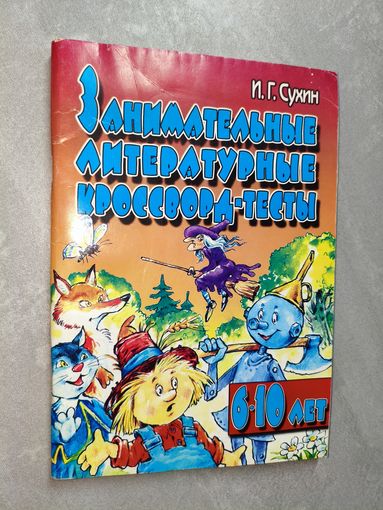 И. Г. Сухин
Занимательные
литературные
кроссворд-тесты
6-10 лет